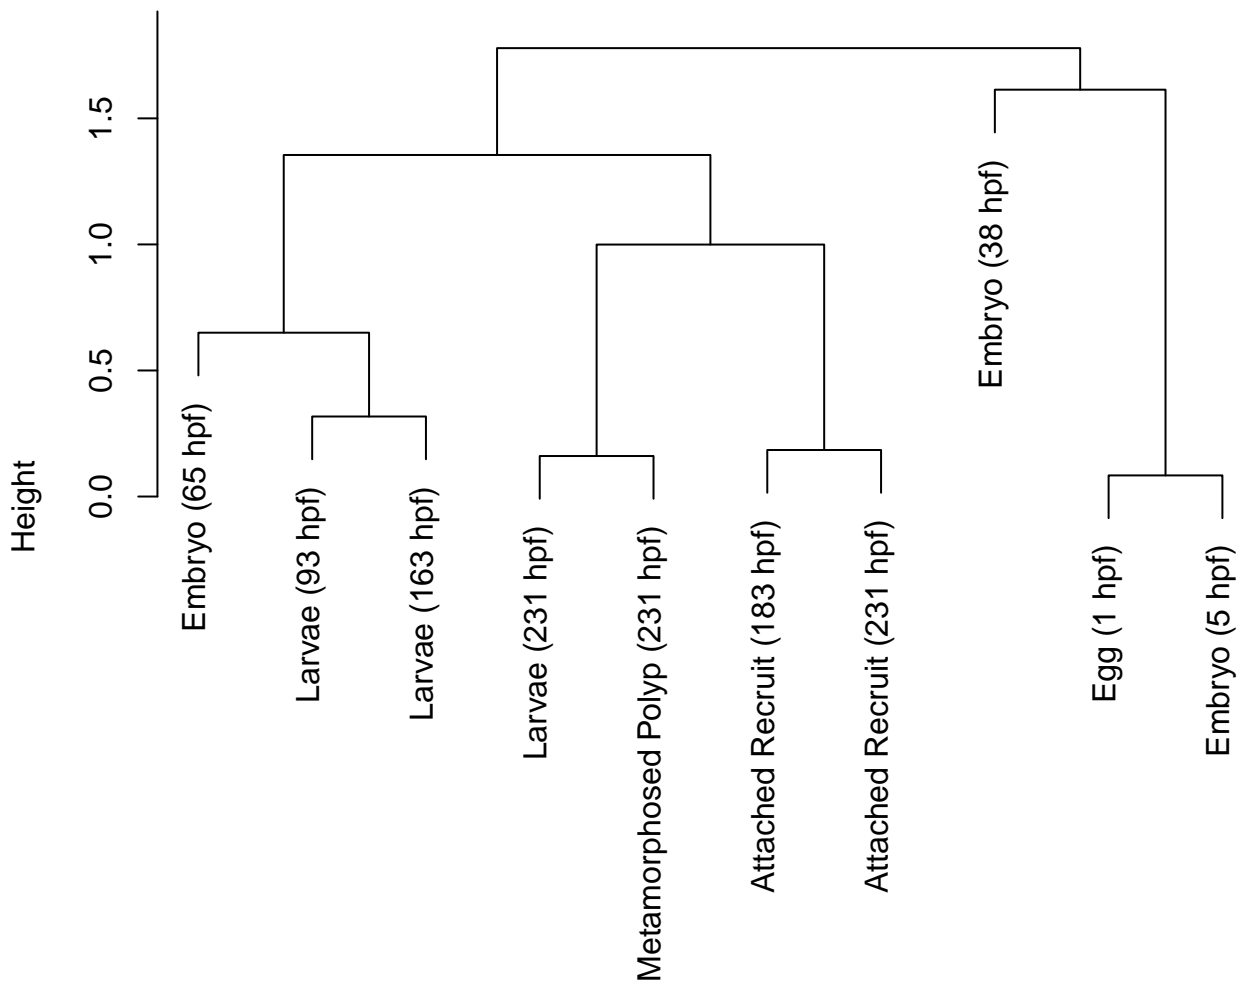 Height
1.5
1.0
0.5
0.0
Embryo (65 hpf)
Larvae (93 hpf)
Larvae (163 hpf)
Larvae (231 hpf)
Metamorphosed Polyp (231 hpf)
Attached Recruit (183 hpf)
Attached Recruit (231 hpf)
Embryo (38 hpf)
Egg (1 hpf)
Embryo (5 hpf)